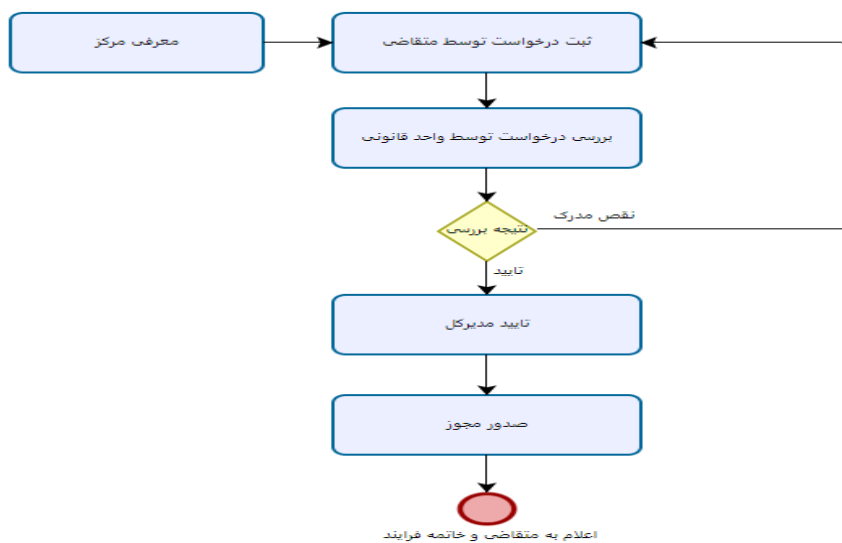 معرفی مرکز
ثبت درخواست توسط متقاضی
بررسی درخواست توسط واحد قانونی
نتیجه بررسی
نقص مدرک
تایید
تایید مدیرکل
صدور مجوز
اعلام به متقاضی و خاتمه فرایند